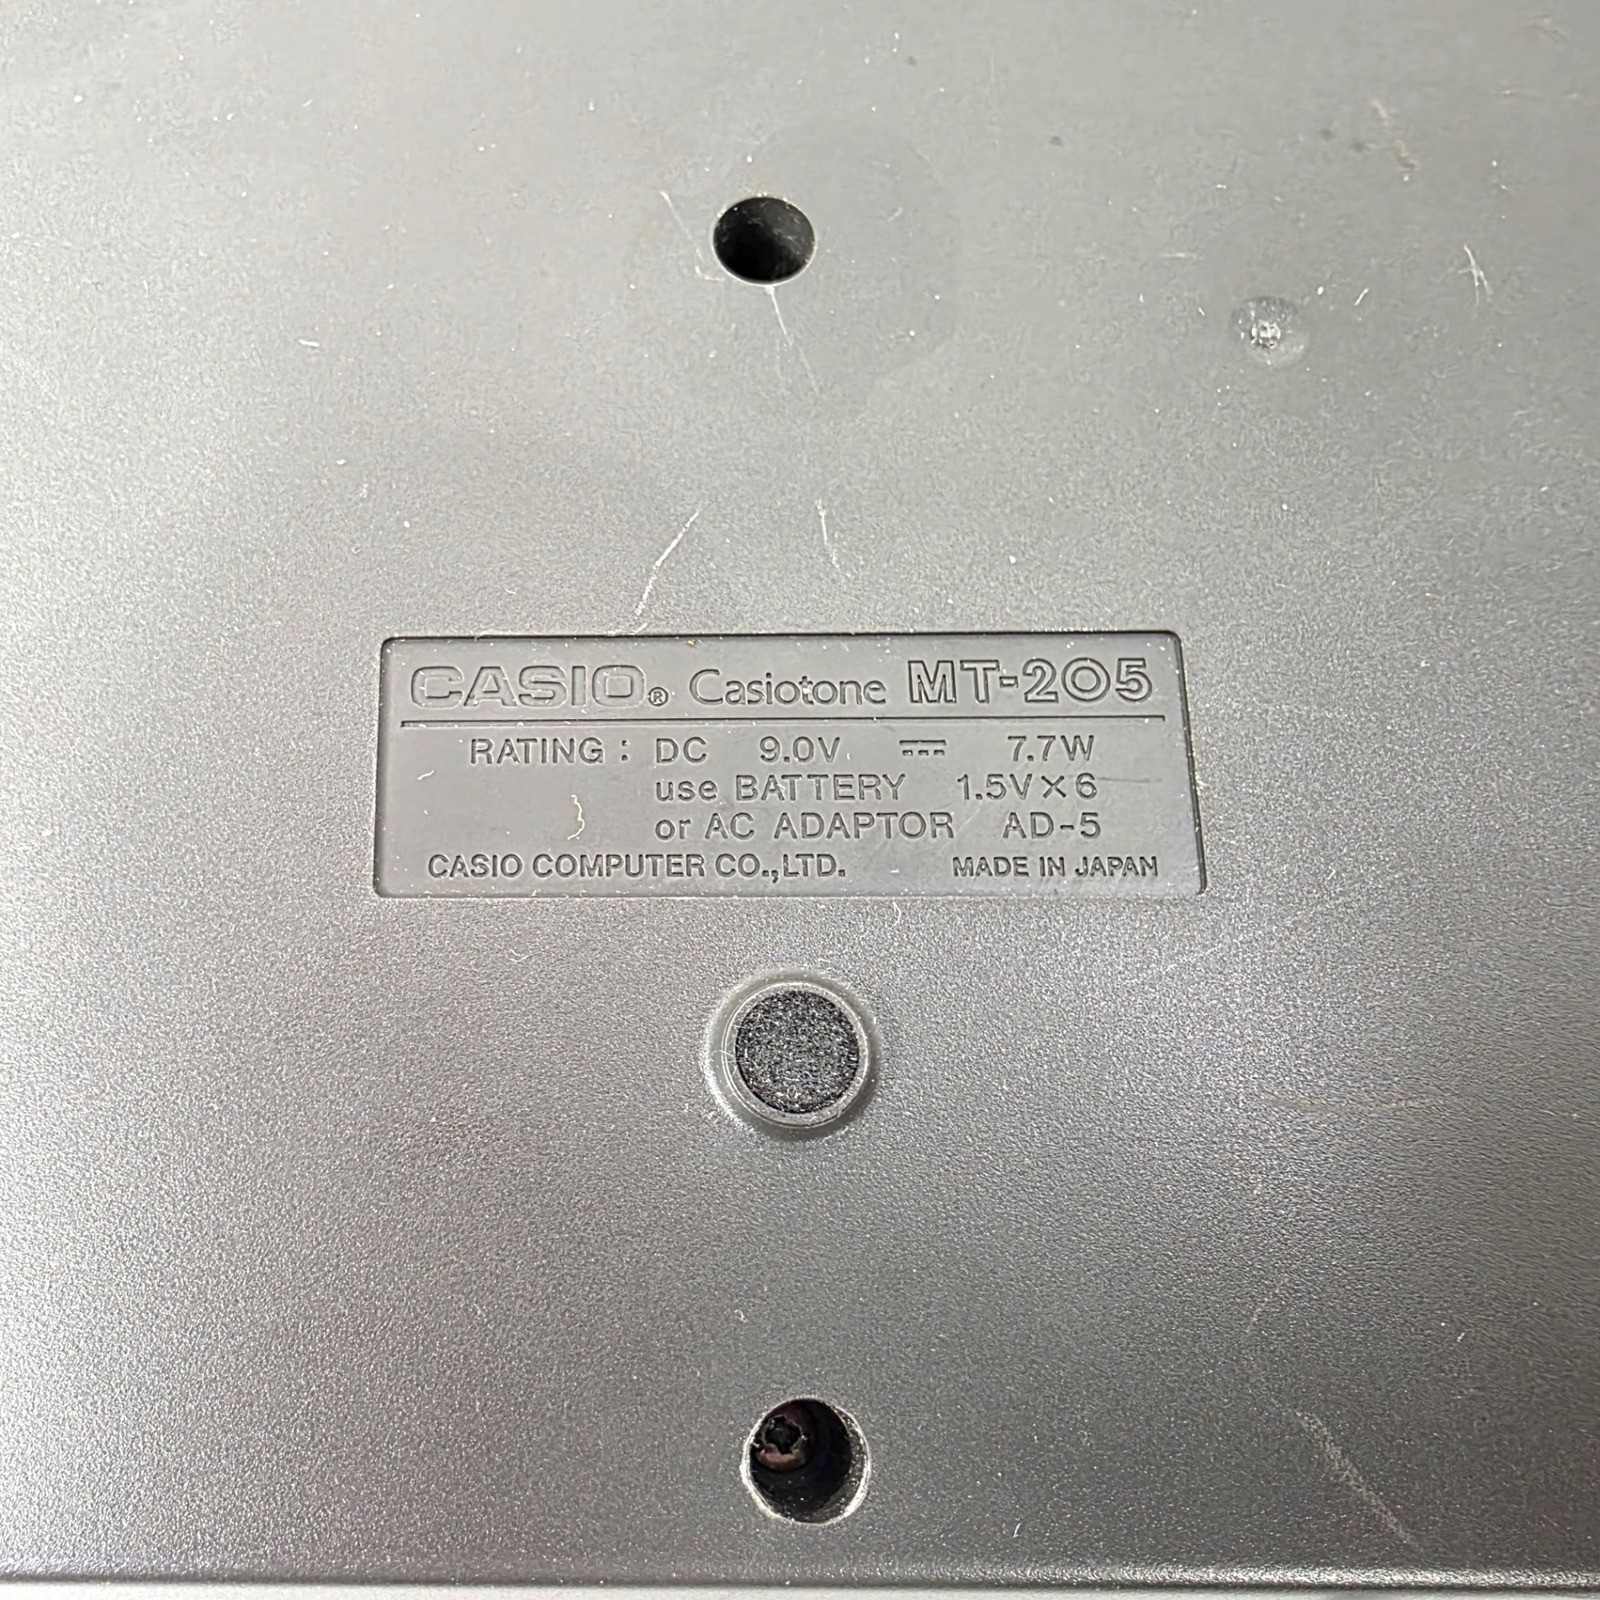 CASIO® Casiotone MT-205
RATING : DC 9.0V ⎓ 7.7W
use BATTERY 1.5V×6
or AC ADAPTOR AD-5
CASIO COMPUTER CO.,LTD. MADE IN JAPAN